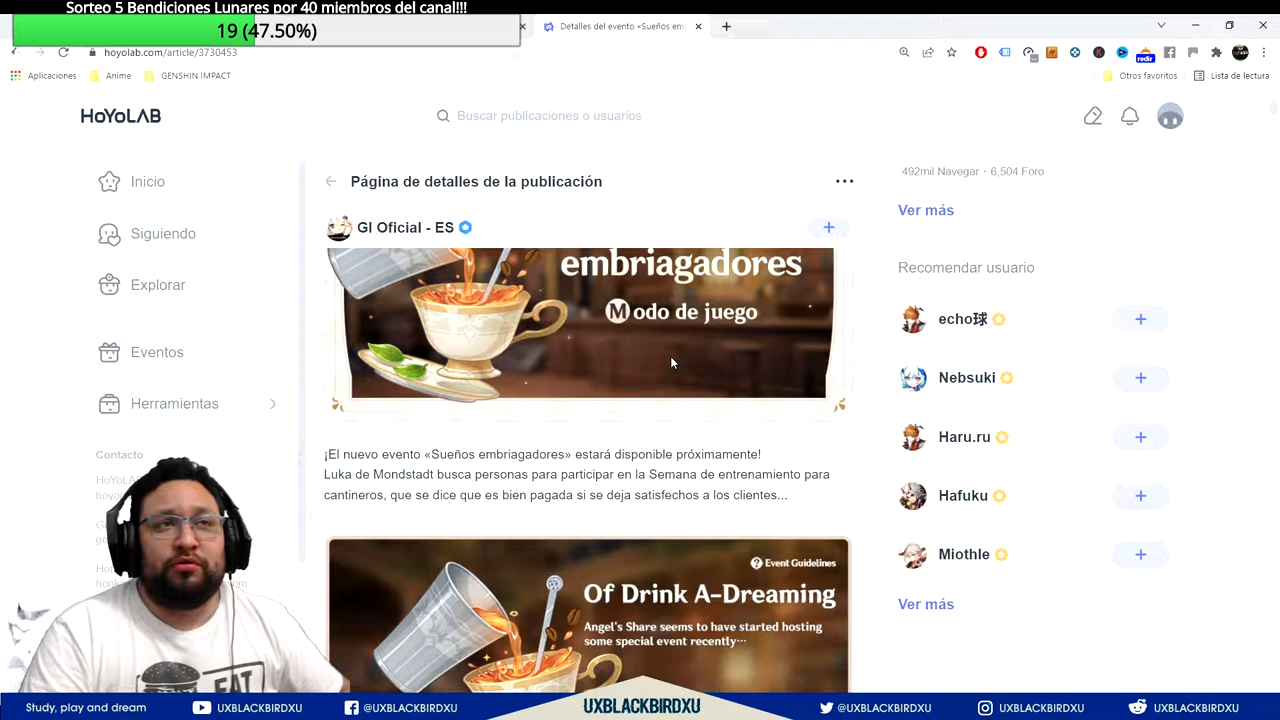 Sorteo 5 Bendiciones Lunares por 40 miembros del canal!!!
19 (47.50%)
Detalles del evento «Sueños em
hoyolab.com/article/3730453
Aplicaciones
Anime
GENSHIN IMPACT
redir
Otros favoritos
Lista de lectura
HoYoLAB
Buscar publicaciones o usuarios
Inicio
Siguiendo
Explorar
Eventos
Herramientas
Contacto
Página de detalles de la publicación
GI Oficial - ES
embriagadores
Modo de juego
¡El nuevo evento «Sueños embriagadores» estará disponible próximamente!
Luka de Mondstadt busca personas para participar en la Semana de entrenamiento para
cantineros, que se dice que es bien pagada si se deja satisfechos a los clientes...
Event Guidelines
Of Drink A-Dreaming
Angel's Share seems to have started hosting
some special event recently···
492mil Navegar · 6,504 Foro
Ver más
Recomendar usuario
echo球
Nebsuki
Haru.ru
Hafuku
Miothle
Ver más
EAT
Study, play and dream
UXBLACKBIRDXU
@UXBLACKBIRDXU
UXBLACKBIRDXU
@UXBLACKBIRDXU
UXBLACKBIRDXU
UXBLACKBIRDXU